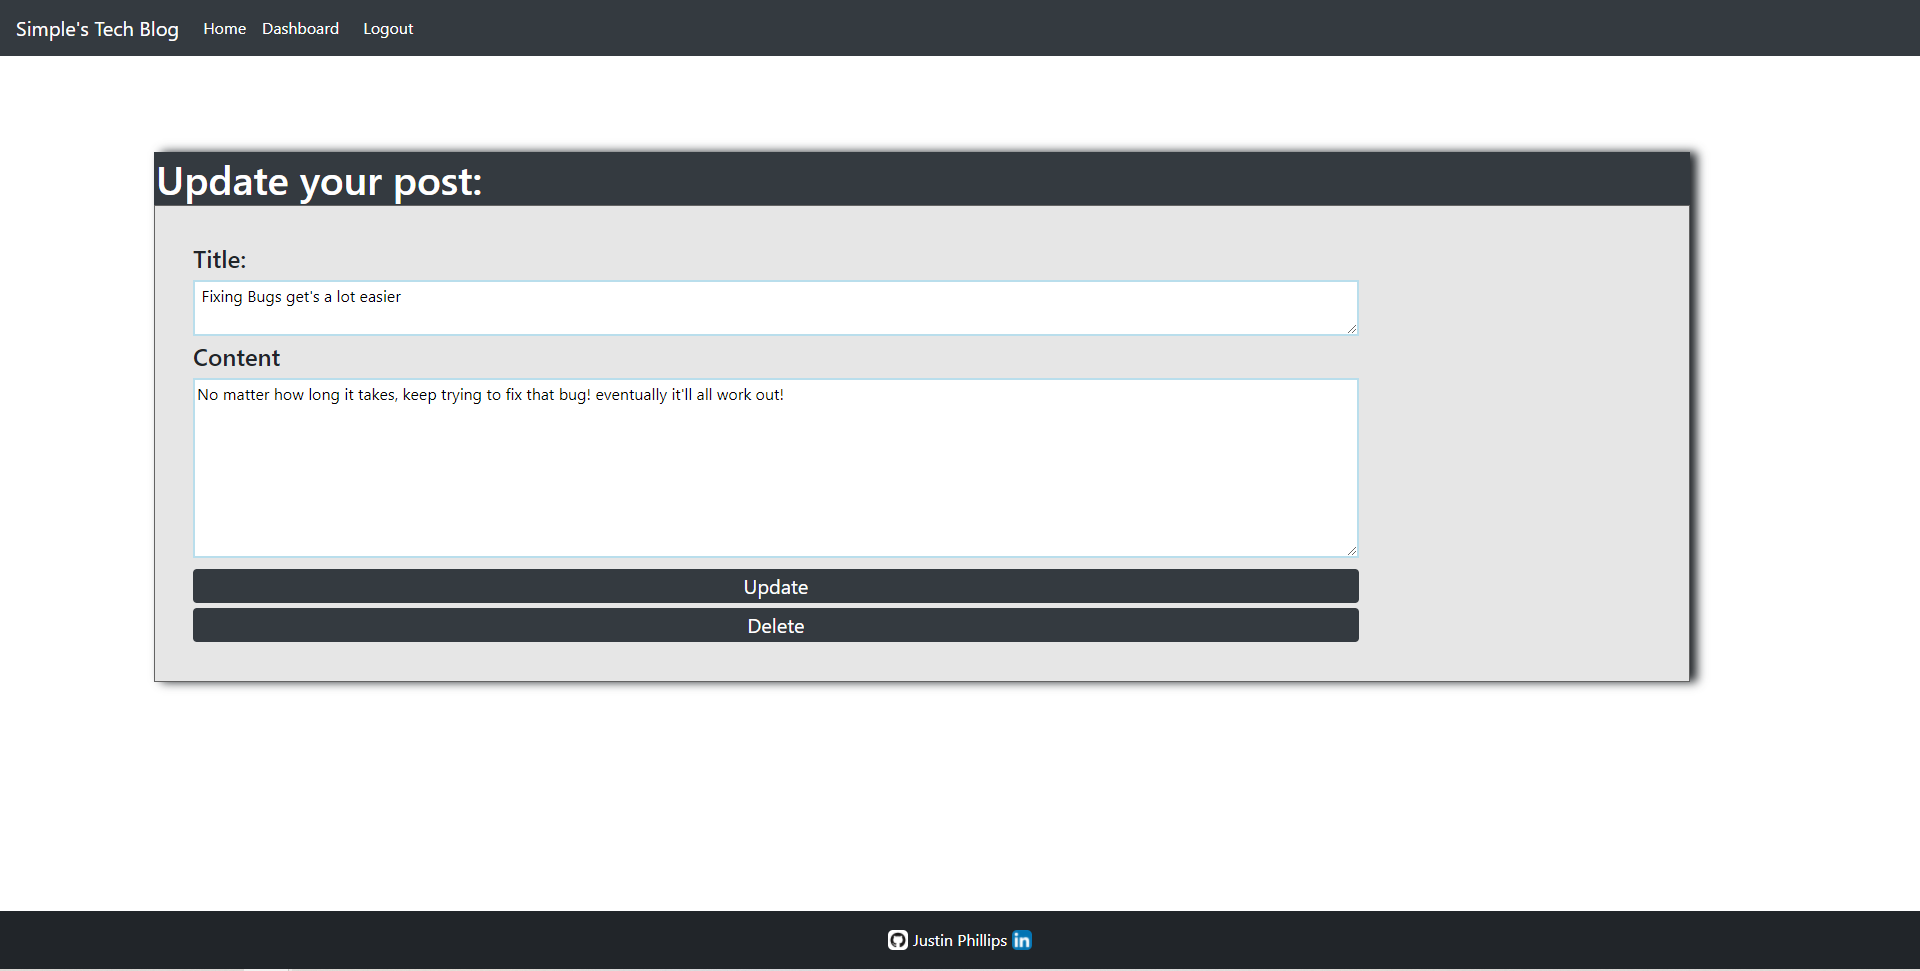 Simple's Tech Blog Home Dashboard Logout
Update your post:
Title:
Fixing Bugs get's a lot easier
Content
No matter how long it takes, keep trying to fix that bug! eventually it'll all work out!
Update
Delete
Justin Phillips in